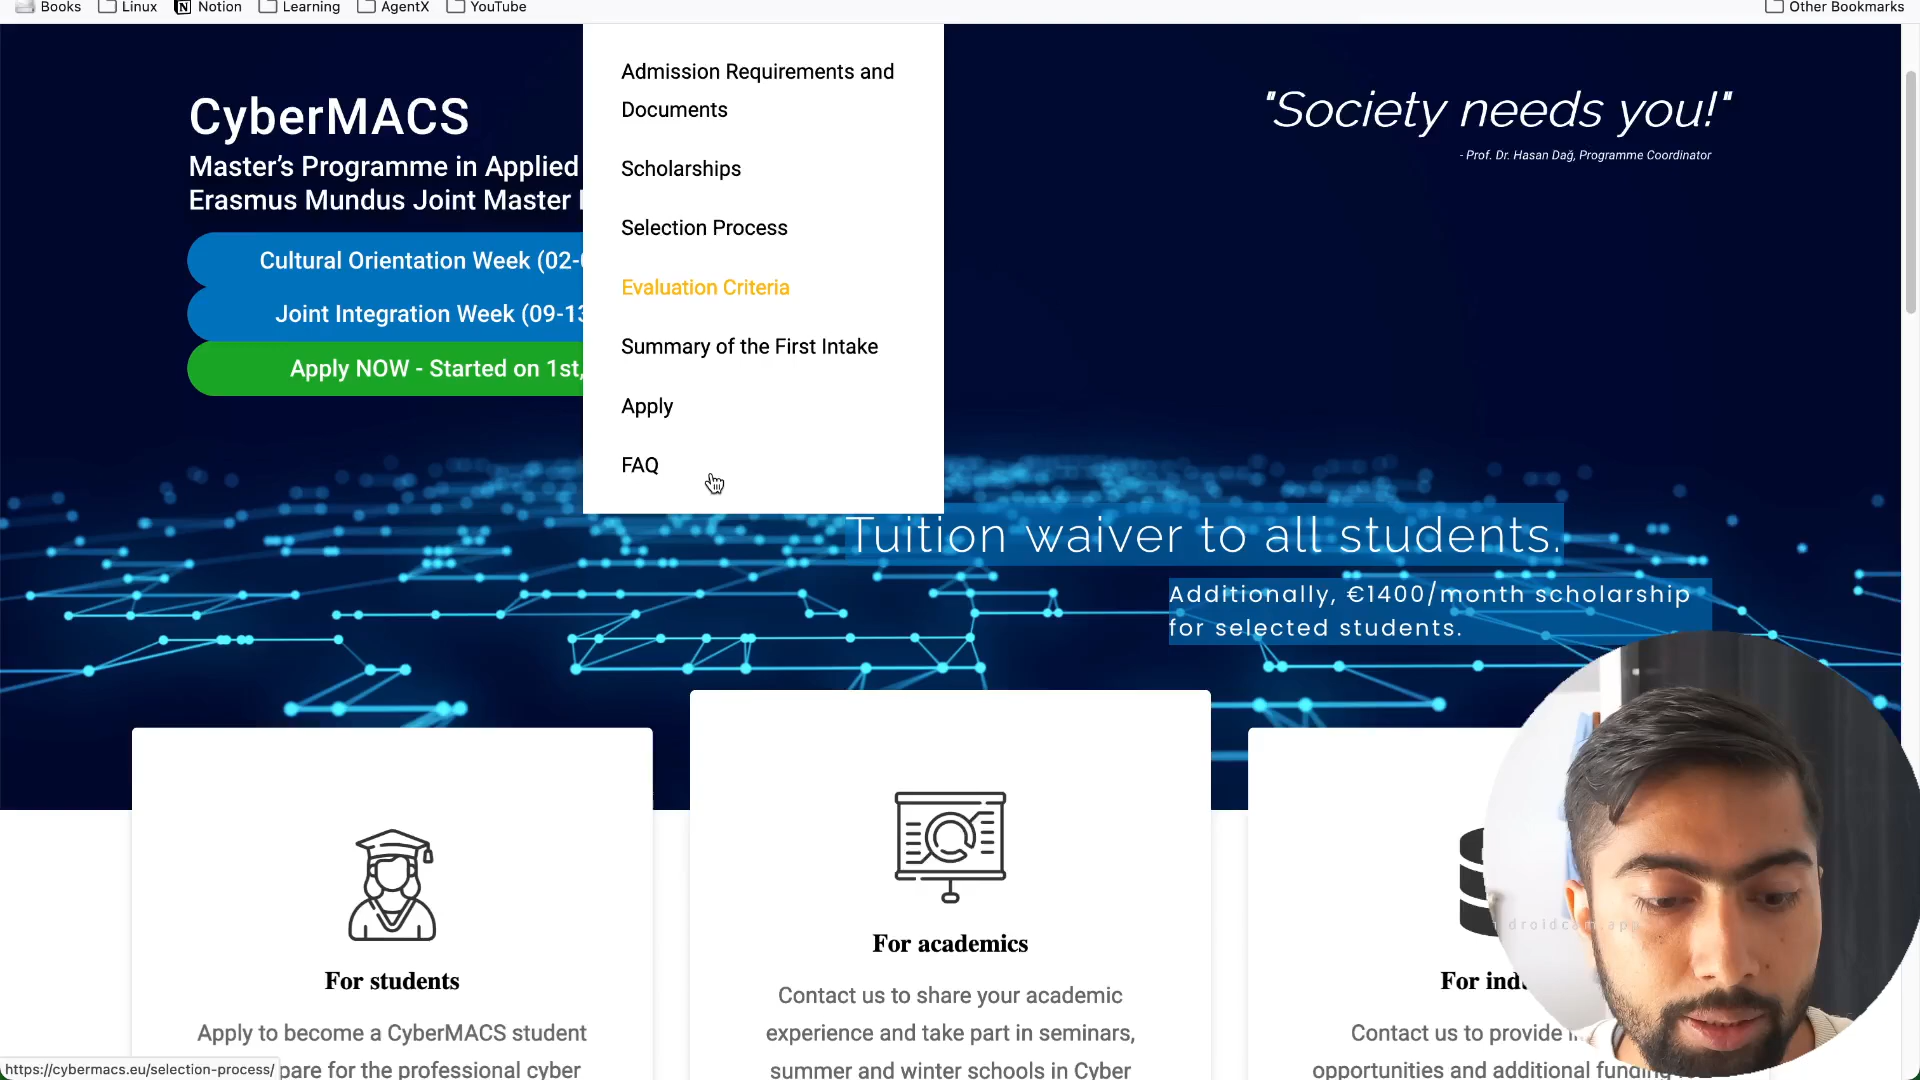 Books Linux Notion Learning AgentX YouTube Other Bookmarks
Admission Requirements and
Documents
Scholarships
Selection Process
Evaluation Criteria
Summary of the First Intake
Apply
FAQ
CyberMACS
Master's Programme in Applied
Erasmus Mundus Joint Master
Cultural Orientation Week (02-
Joint Integration Week (09-13
Apply NOW - Started on 1st,
"Society needs you!"
- Prof. Dr. Hasan Dağ, Programme Coordinator
Tuition waiver to all students.
Additionally, €1400/month scholarship
for selected students.
For students
Apply to become a CyberMACS student
pare for the professional cyber
For academics
Contact us to share your academic
experience and take part in seminars,
summer and winter schools in Cyber
For ind
Contact us to provide
opportunities and additional funding
droidcam.app
https://cybermacs.eu/selection-process/